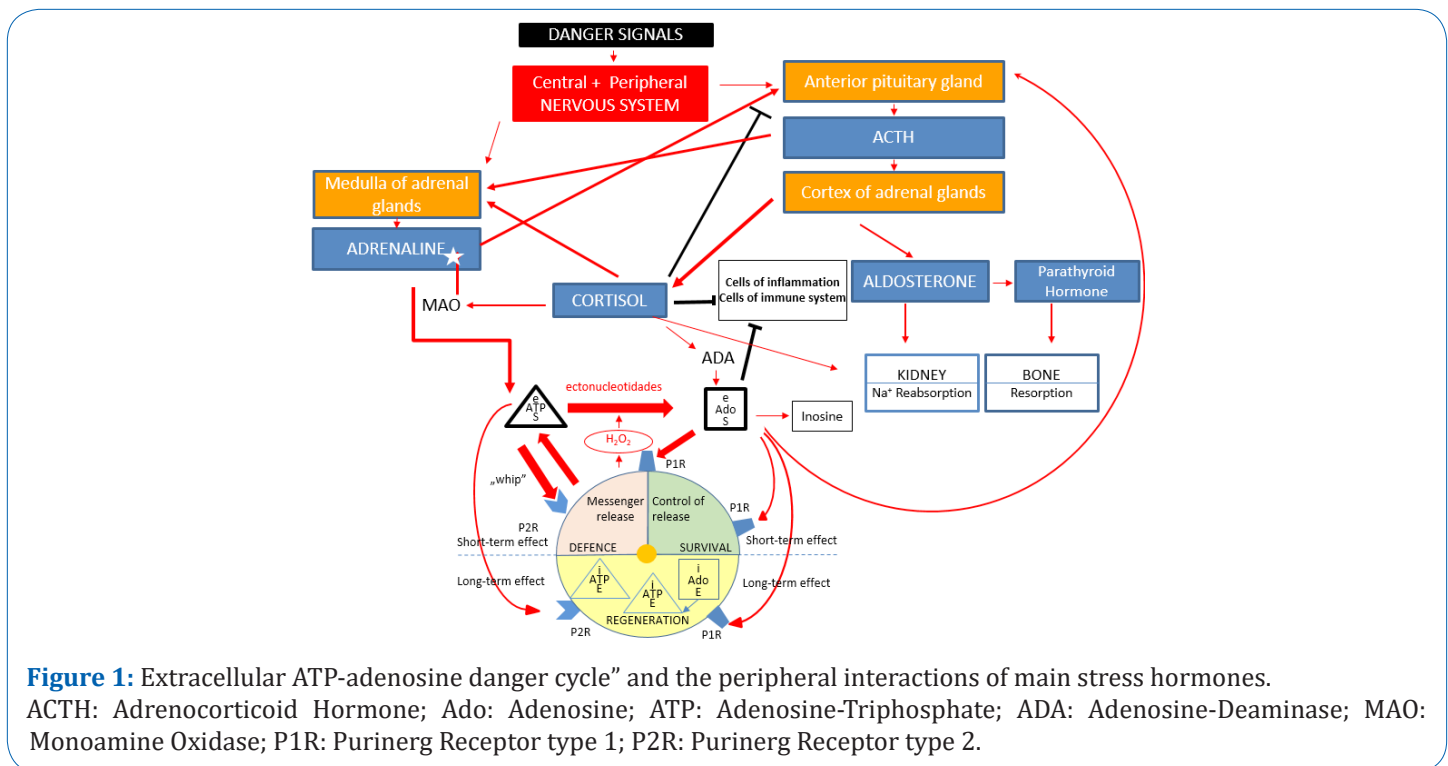 DANGER SIGNALS
Central + Peripheral
NERVOUS SYSTEM
Anterior pituitary gland
ACTH
Cortex of adrenal glands
Medulla of adrenal
glands
ADRENALINE
MAO
CORTISOL
Cells of inflammation
Cells of immune system
ALDOSTERONE
Parathyroid
Hormone
ADA
KIDNEY
Na⁺ Reabsorption
BONE
Resorption
ectonucleotidades
e
ATP
S
e
Ado
S
Inosine
H₂O₂
P1R
„whip”
P2R
Messenger
release
Control of
release
P1R
Short-term effect
DEFENCE
SURVIVAL
Short-term effect
Long-term effect
i
ATP
E
i
ATP
E
i
Ado
E
Long-term effect
REGENERATION
P2R
P1R
Figure 1: Extracellular ATP-adenosine danger cycle” and the peripheral interactions of main stress hormones.
ACTH: Adrenocorticoid Hormone; Ado: Adenosine; ATP: Adenosine-Triphosphate; ADA: Adenosine-Deaminase; MAO:
Monoamine Oxidase; P1R: Purinerg Receptor type 1; P2R: Purinerg Receptor type 2.